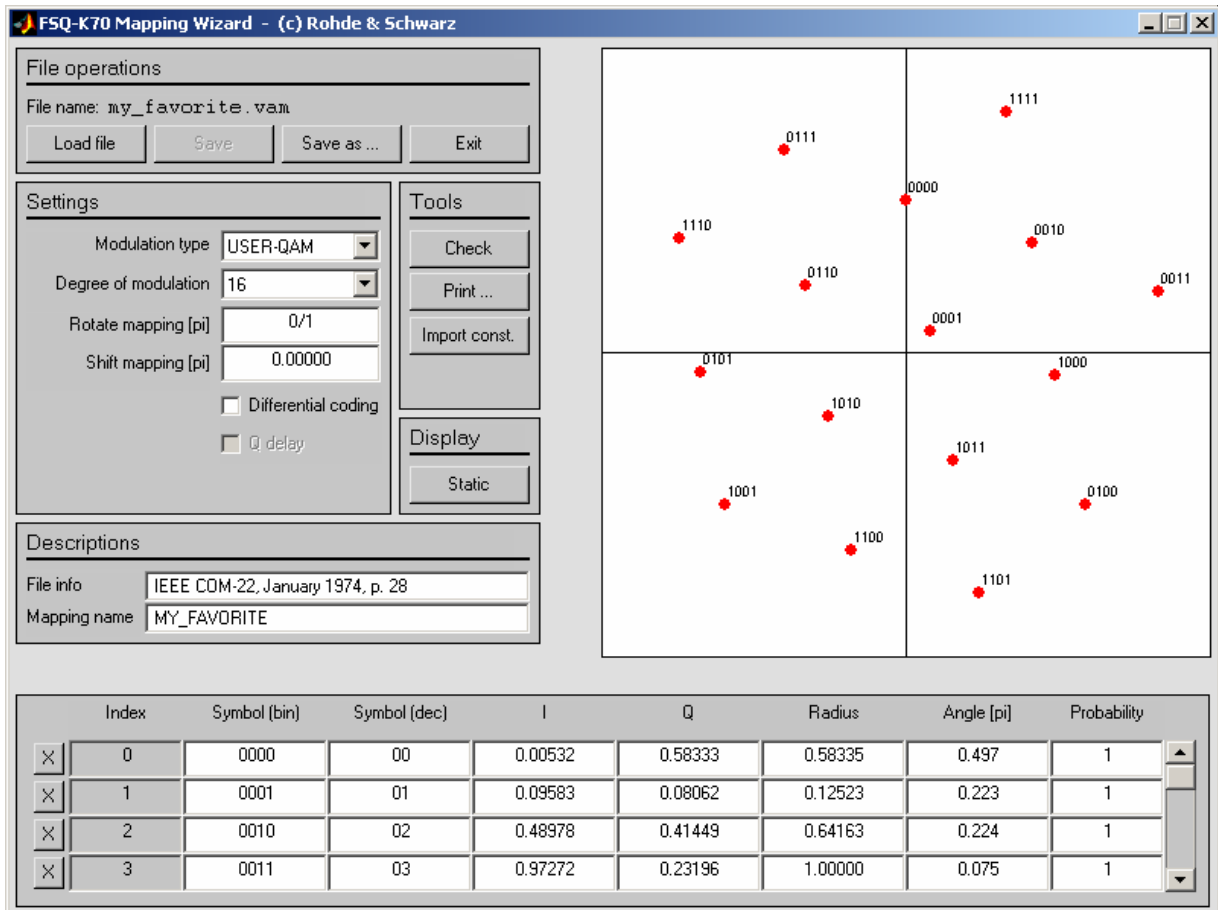 FSQ-K70 Mapping Wizard - (c) Rohde & Schwarz
File operations
File name: my_favorite.vam
Load file Save Save as ... Exit
Settings
Modulation type USER-QAM
Degree of modulation 16
Rotate mapping [pi] 0/1
Shift mapping [pi] 0.00000
Differential coding
Q delay
Tools
Check
Print ...
Import const.
Display
Static
Descriptions
File info IEEE COM-22, January 1974, p. 28
Mapping name MY_FAVORITE
1111
0111
0000
1110
0010
0110
0011
0001
0101
1000
1010
1011
1001
0100
1100
1101
Index Symbol (bin) Symbol (dec) I Q Radius Angle [pi] Probability
X 0 0000 00 0.00532 0.58333 0.58335 0.497 1
X 1 0001 01 0.09583 0.08062 0.12523 0.223 1
X 2 0010 02 0.48978 0.41449 0.64163 0.224 1
X 3 0011 03 0.97272 0.23196 1.00000 0.075 1